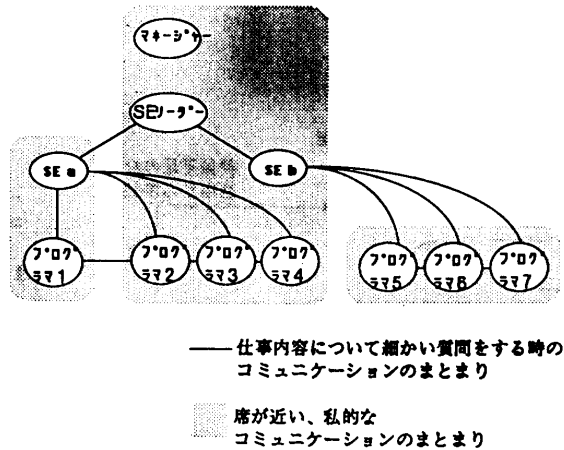 マネージャー
SEリーダー
SE a
SE b
プログ
ラマ1
プログ
ラマ2
プログ
ラマ3
プログ
ラマ4
プログ
ラマ5
プログ
ラマ6
プログ
ラマ7
仕事内容について細かい質問をする時の
コミュニケーションのまとまり
席が近い、私的な
コミュニケーションのまとまり